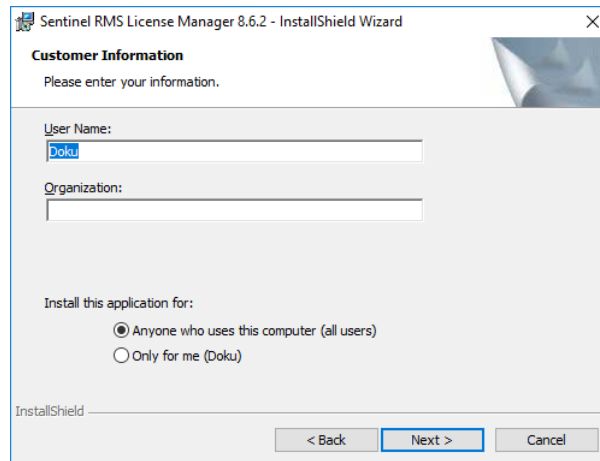 Sentinel RMS License Manager 8.6.2 - InstallShield Wizard
Customer Information
Please enter your information.
User Name:
Doku
Organization:
Install this application for:
Anyone who uses this computer (all users)
Only for me (Doku)
InstallShield
< Back Next > Cancel